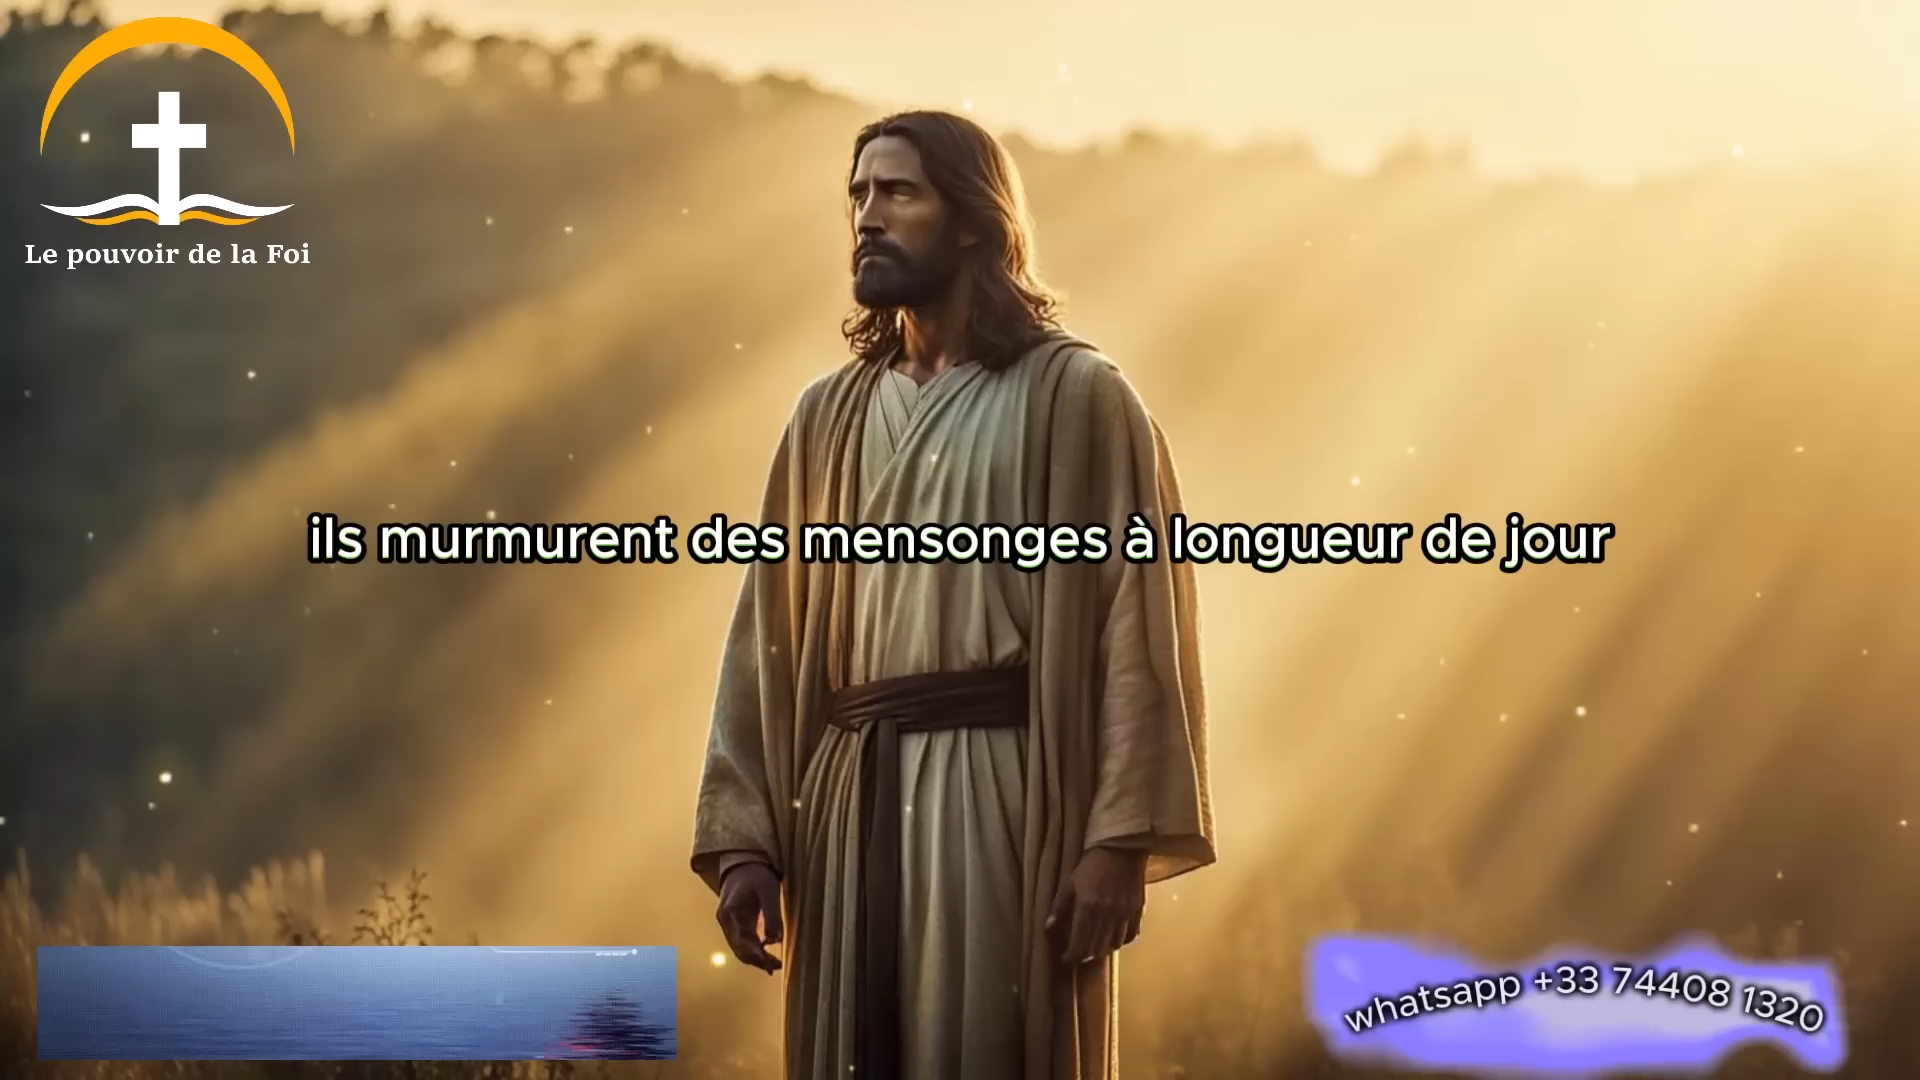 Le pouvoir de la Foi
ils murmurent des mensonges à longueur de jour
whatsapp +33 74408 1320